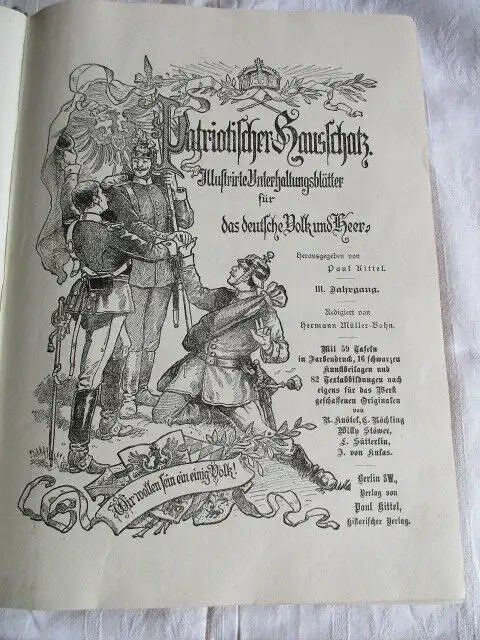 Patriotischer Hausschatz.
Illustrirte Unterhaltungsblätter
für
das deutsche Volk und Heer.
Herausgegeben von
Paul Kittel.
III. Jahrgang.
Redigiert von
Hermann Müller-Bohn.
Mit 59 Tafeln
in Farbendruck, 16 schwarzen
Kunstbeilagen und
82 Textabbildungen nach
eigens für das Werk
geschaffenen Originalen
von
R. Knötel, C. Röchling
Willy Stöwer,
L. Sütterlin,
J. von Kulas.
Berlin SW.,
Verlag von
Paul Kittel,
Historischer Verlag.
Wir wollen sein ein einig Volk!